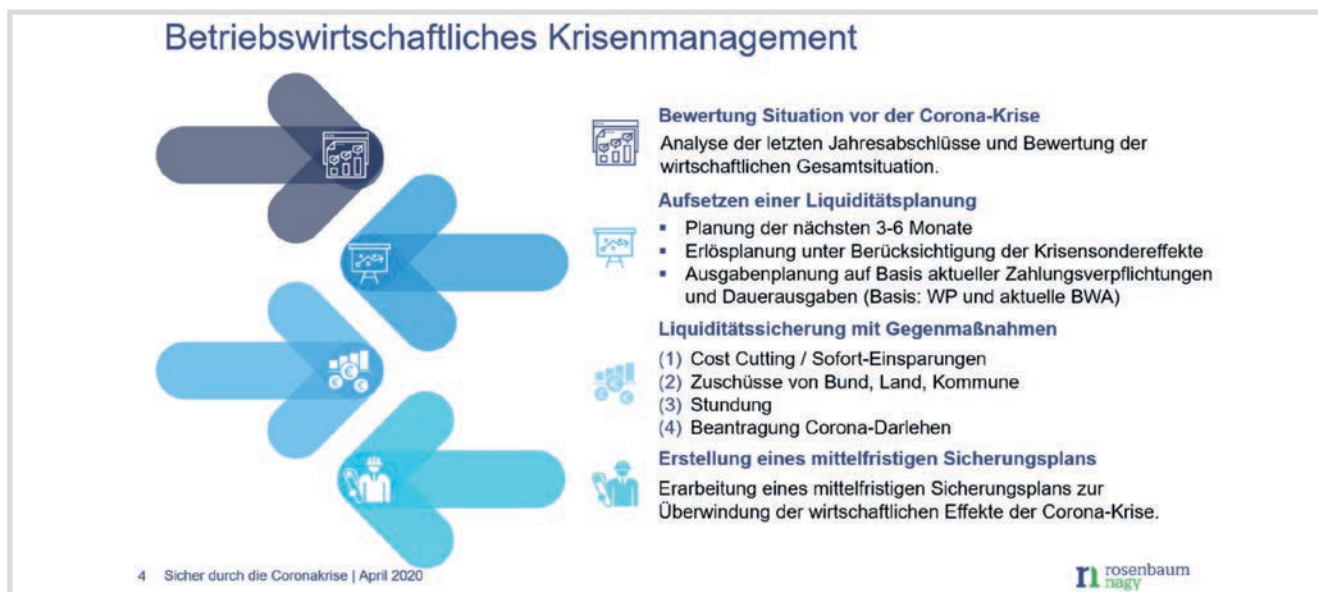 Betriebswirtschaftliches Krisenmanagement
Bewertung Situation vor der Corona-Krise
Analyse der letzten Jahresabschlüsse und Bewertung der
wirtschaftlichen Gesamtsituation.
Aufsetzen einer Liquiditätsplanung
▪ Planung der nächsten 3-6 Monate
▪ Erlösplanung unter Berücksichtigung der Krisensondereffekte
▪ Ausgabenplanung auf Basis aktueller Zahlungsverpflichtungen
und Dauerausgaben (Basis: WP und aktuelle BWA)
Liquiditätssicherung mit Gegenmaßnahmen
(1) Cost Cutting / Sofort-Einsparungen
(2) Zuschüsse von Bund, Land, Kommune
(3) Stundung
(4) Beantragung Corona-Darlehen
Erstellung eines mittelfristigen Sicherungsplans
Erarbeitung eines mittelfristigen Sicherungsplans zur
Überwindung der wirtschaftlichen Effekte der Corona-Krise.
4 Sicher durch die Coronakrise | April 2020
rn rosenbaum
nagy